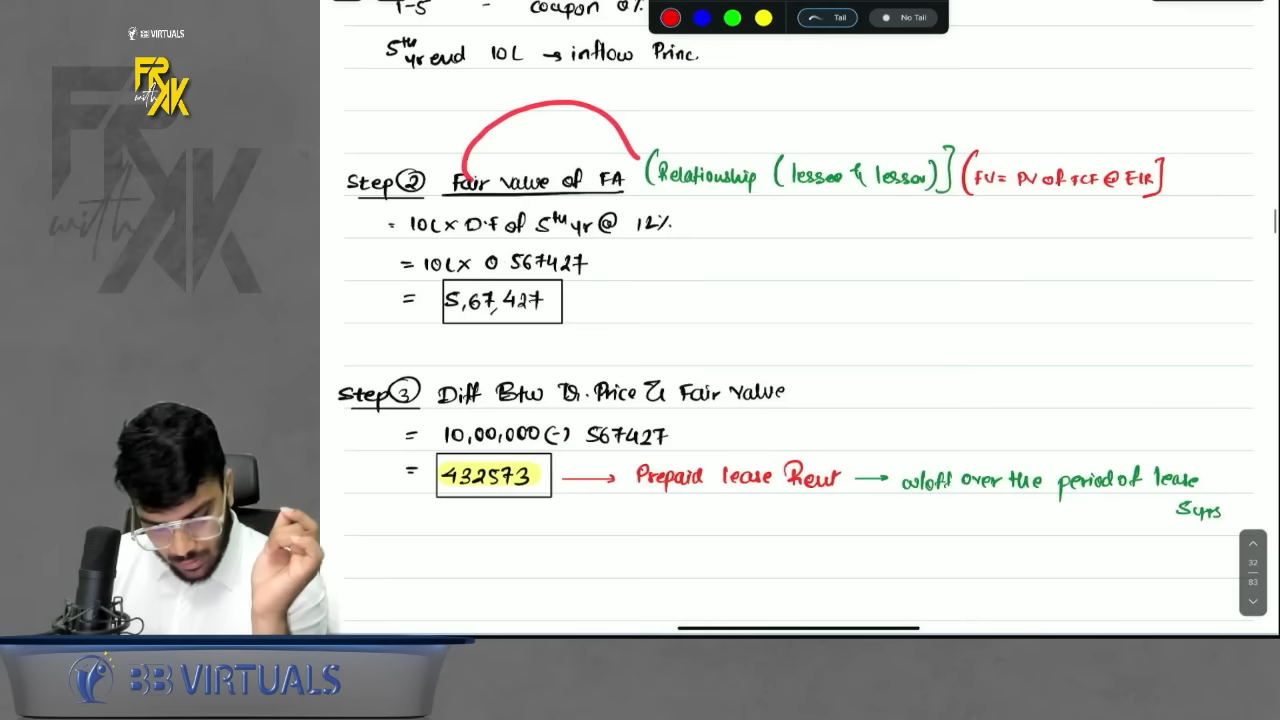 1-5 - coupon 0%
Tail
No Tail
BB VIRTUALS
5th yr end 10L → inflow Princ.
FR
with
AK
Step 2 Fair value of FA (Relationship (lessee & lessor)] (FV = PV of FCF @ EIR]
= 10L x D.F of 5th yr @ 12%
= 10L x 0 567427
= 5,67,427
Step 3 Diff Btw Tr. Price & Fair value
= 10,00,000 (-) 567427
= 432573 → Prepaid lease Rent → w/off over the period of lease
5 yrs
32
83
BB VIRTUALS